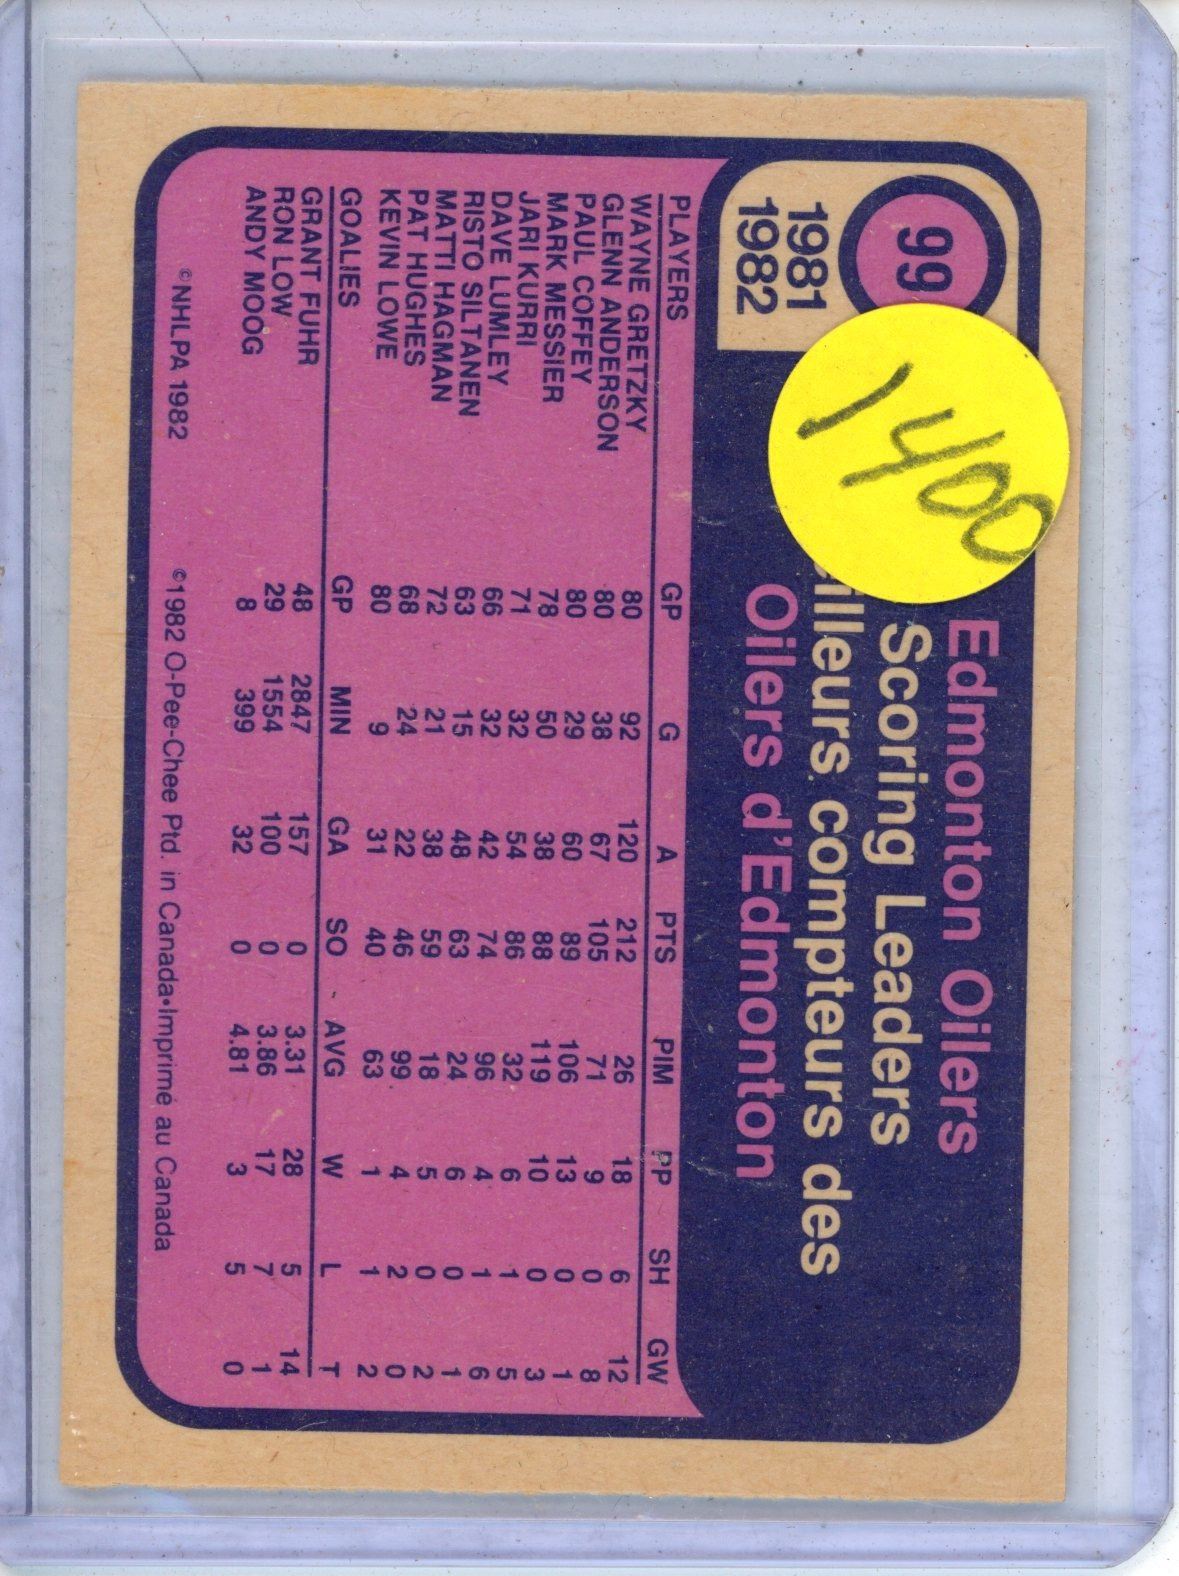 99
1981
1982
1400
Edmonton Oilers
Scoring Leaders
compteurs des
Oilers d'Edmonton
PLAYERS GP G A PTS PIM PP SH GW
WAYNE GRETZKY 80 92 120 212 26 18 6 12
GLENN ANDERSON 80 38 67 105 71 9 0 8
PAUL COFFEY 80 29 60 89 106 13 0 1
MARK MESSIER 78 50 38 88 119 10 0 3
JARI KURRI 71 32 54 86 32 6 1 5
DAVE LUMLEY 66 32 42 74 96 4 1 6
RISTO SILTANEN 63 15 48 63 24 6 0 1
MATTI HAGMAN 72 21 38 59 18 5 0 2
PAT HUGHES 68 24 22 46 99 4 2 0
KEVIN LOWE 80 9 31 40 63 1 1 2
GOALIES GP MIN GA SO AVG W L T
GRANT FUHR 48 2847 157 0 3.31 28 5 14
RON LOW 29 1554 100 0 3.86 17 7 1
ANDY MOOG 8 399 32 0 4.81 3 5 0
©NHLPA 1982 ©1982 O-Pee-Chee Ptd. in Canada•Imprimé au Canada